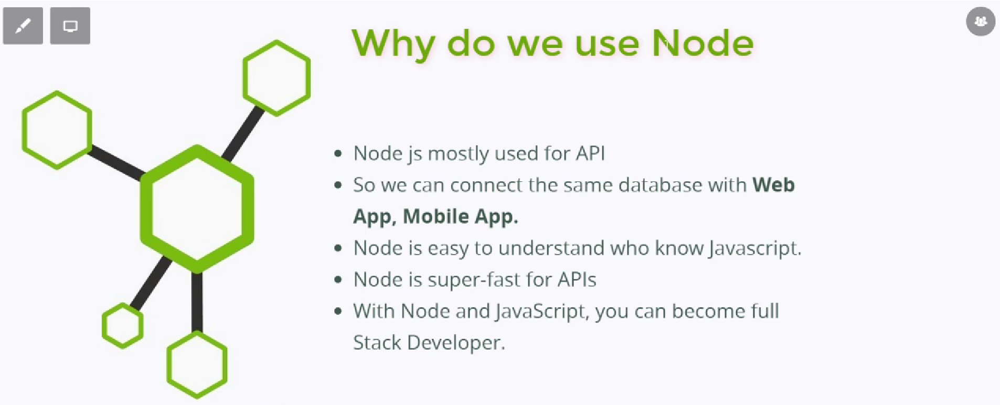 Why do we use Node
• Node js mostly used for API
• So we can connect the same database with Web
App, Mobile App.
• Node is easy to understand who know Javascript.
• Node is super-fast for APIs
• With Node and JavaScript, you can become full
Stack Developer.